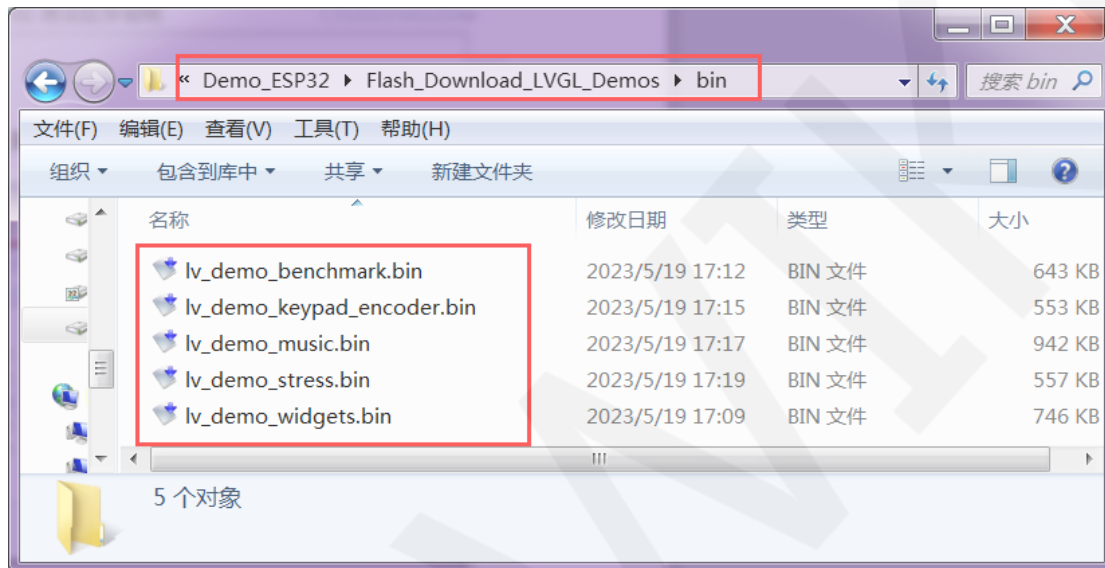 « Demo_ESP32 ▸ Flash_Download_LVGL_Demos ▸ bin 搜索 bin
文件(F) 编辑(E) 查看(V) 工具(T) 帮助(H)
组织 包含到库中 共享 新建文件夹
名称 修改日期 类型 大小
lv_demo_benchmark.bin 2023/5/19 17:12 BIN 文件 643 KB
lv_demo_keypad_encoder.bin 2023/5/19 17:15 BIN 文件 553 KB
lv_demo_music.bin 2023/5/19 17:17 BIN 文件 942 KB
lv_demo_stress.bin 2023/5/19 17:19 BIN 文件 557 KB
lv_demo_widgets.bin 2023/5/19 17:09 BIN 文件 746 KB
5 个对象